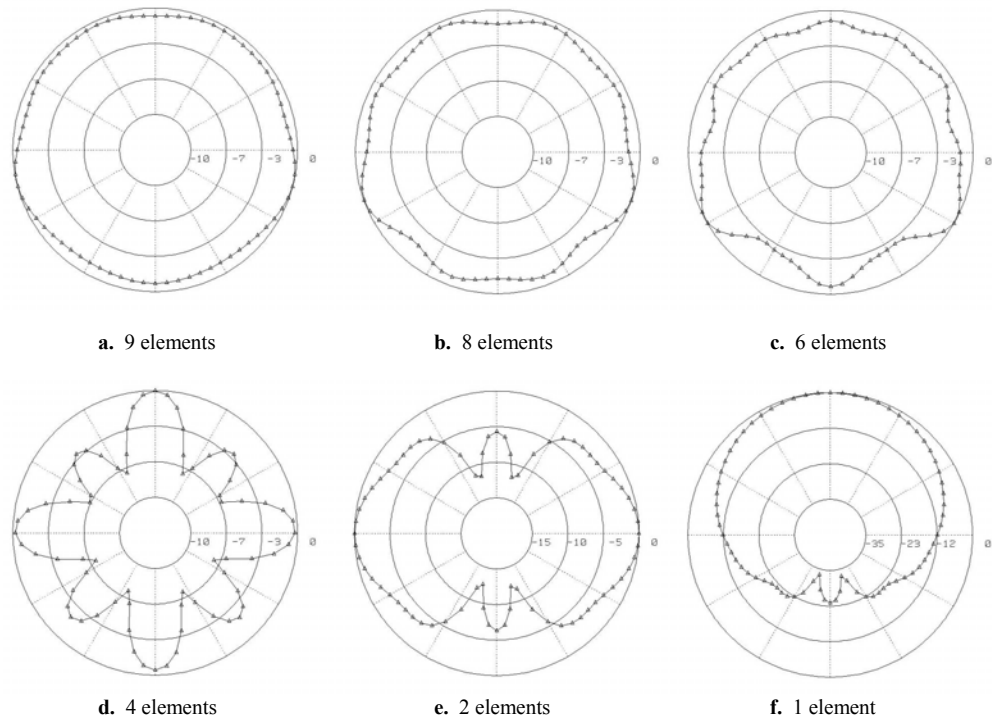 -10 -7 -3 0
-10 -7 -3 0
-10 -7 -3 0
a. 9 elements
b. 8 elements
c. 6 elements
-10 -7 -3 0
-15 -10 -5 0
-35 -23 -12 0
d. 4 elements
e. 2 elements
f. 1 element